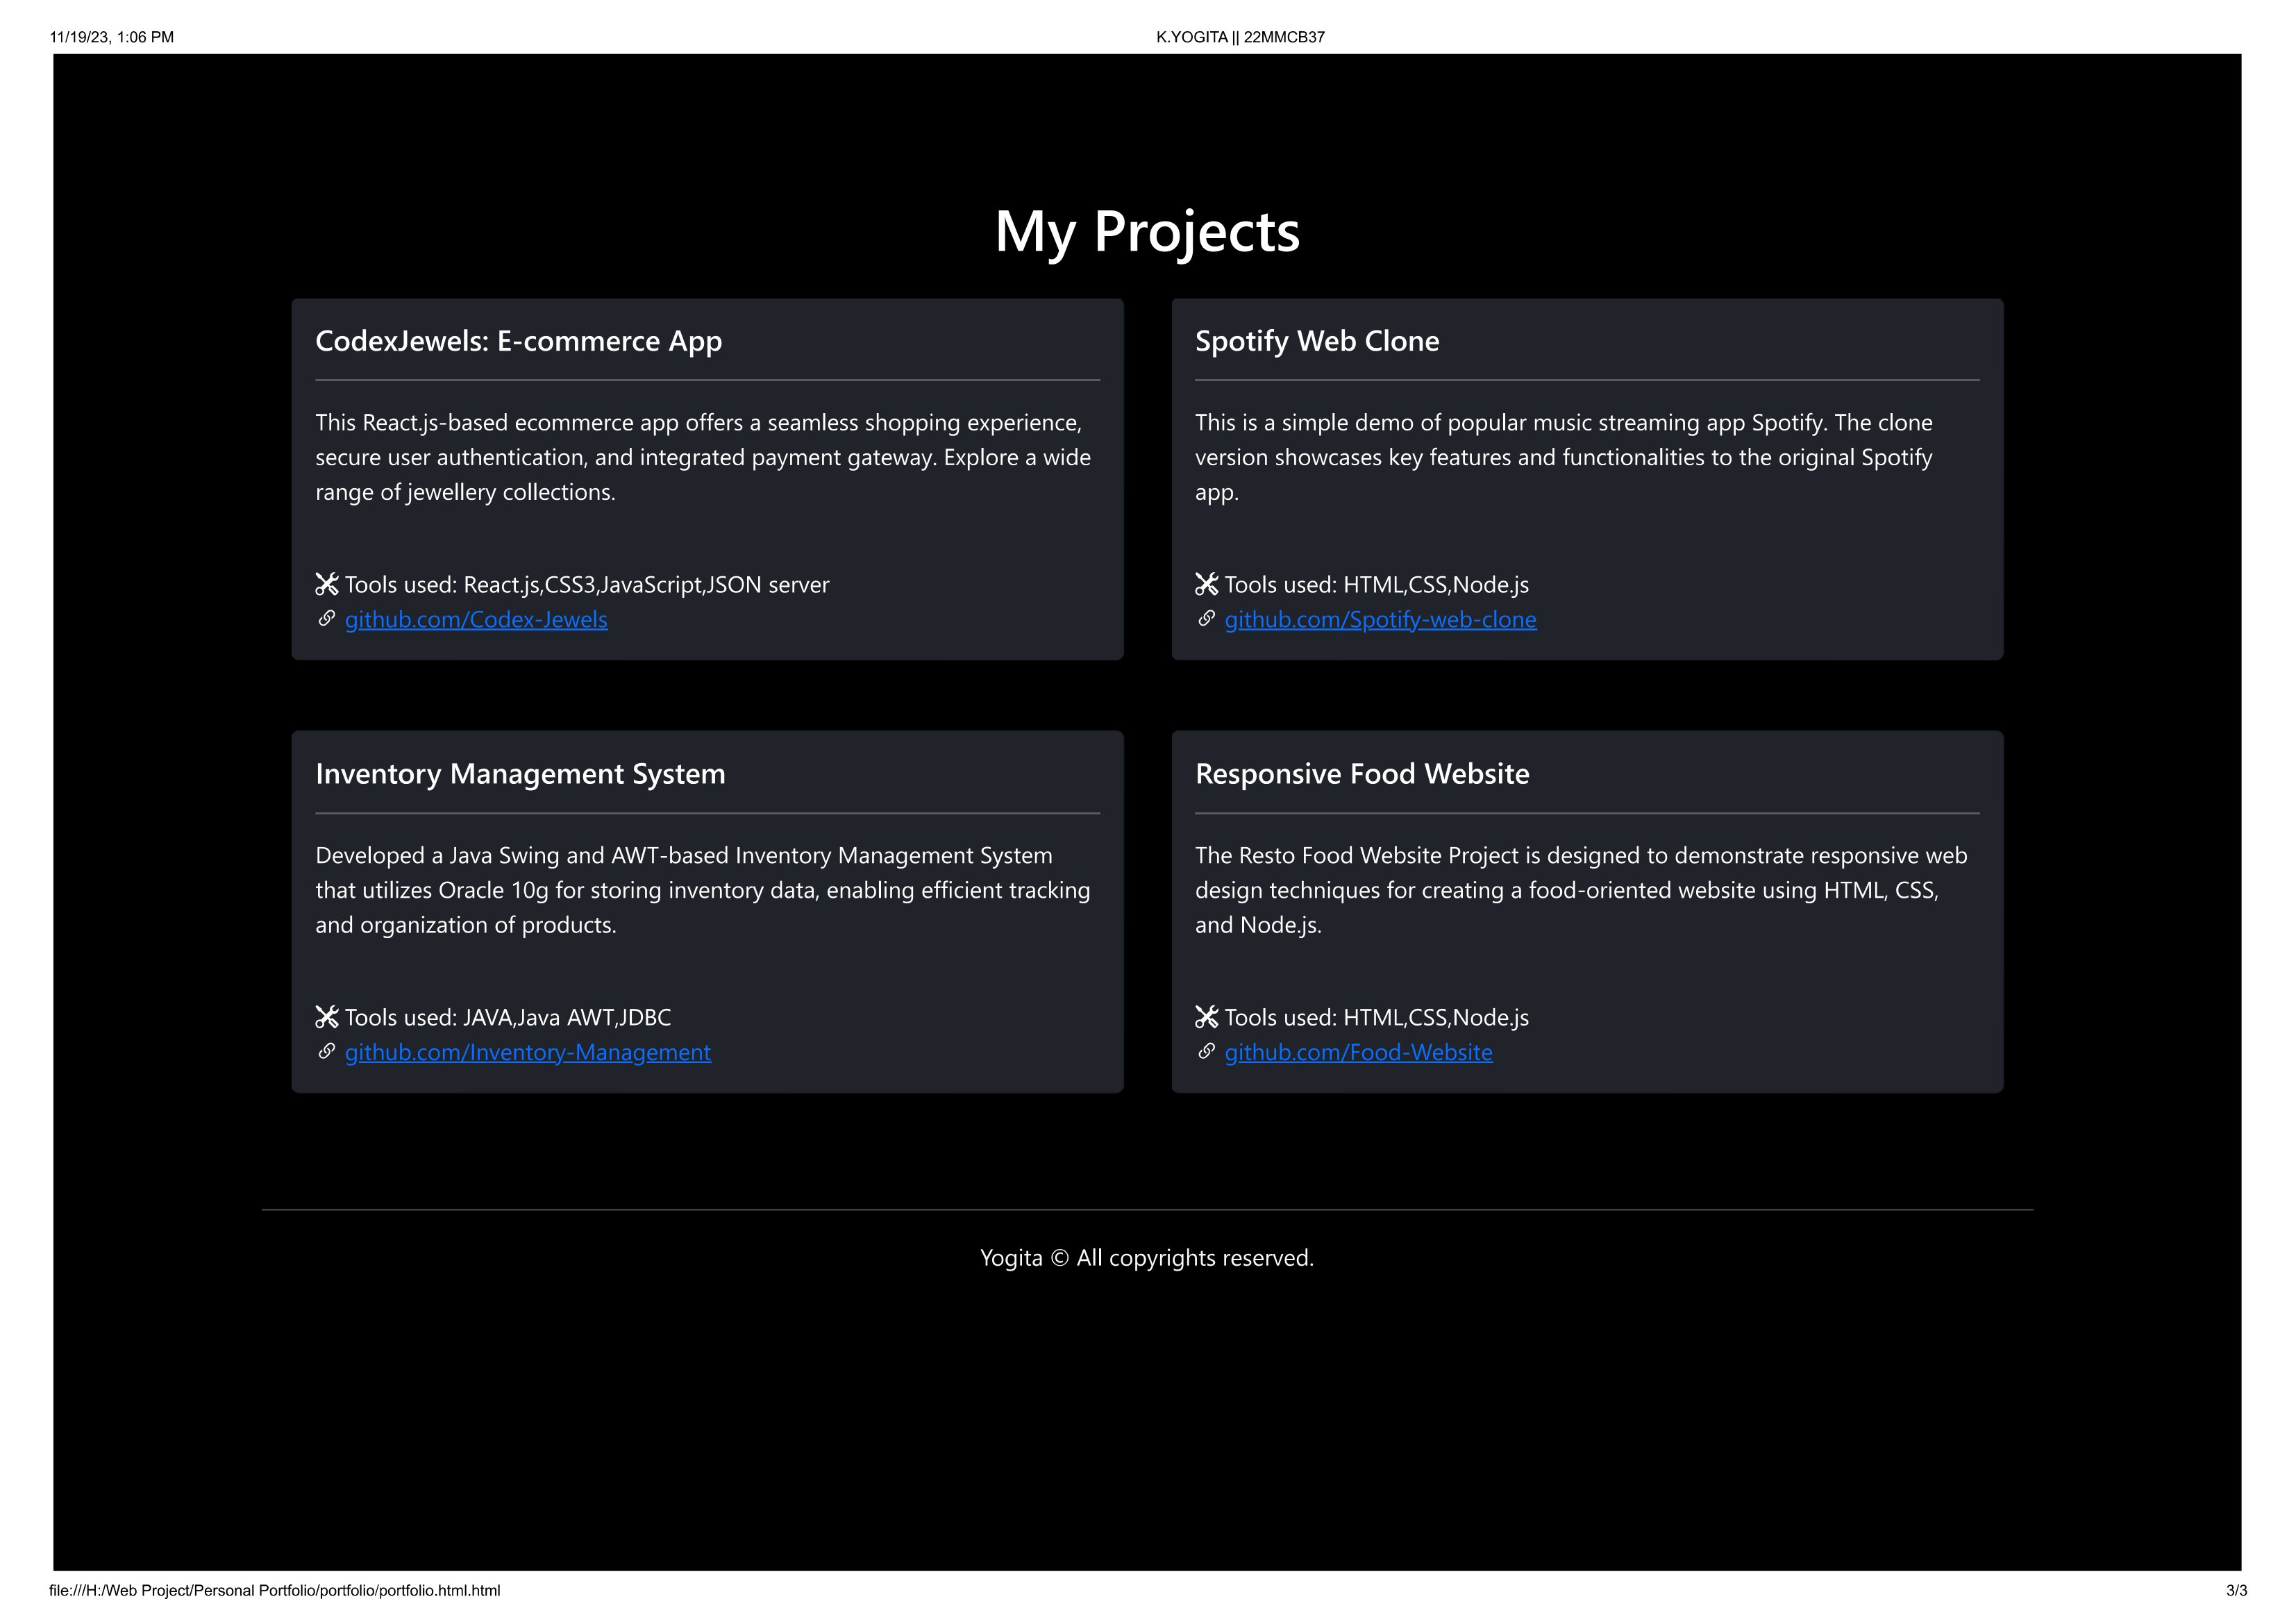 11/19/23, 1:06 PM
K.YOGITA || 22MMCB37
My Projects
CodexJewels: E-commerce App
This React.js-based ecommerce app offers a seamless shopping experience,
secure user authentication, and integrated payment gateway. Explore a wide
range of jewellery collections.
Tools used: React.js,CSS3,JavaScript,JSON server
github.com/Codex-Jewels
Spotify Web Clone
This is a simple demo of popular music streaming app Spotify. The clone
version showcases key features and functionalities to the original Spotify
app.
Tools used: HTML,CSS,Node.js
github.com/Spotify-web-clone
Inventory Management System
Developed a Java Swing and AWT-based Inventory Management System
that utilizes Oracle 10g for storing inventory data, enabling efficient tracking
and organization of products.
Tools used: JAVA,Java AWT,JDBC
github.com/Inventory-Management
Responsive Food Website
The Resto Food Website Project is designed to demonstrate responsive web
design techniques for creating a food-oriented website using HTML, CSS,
and Node.js.
Tools used: HTML,CSS,Node.js
github.com/Food-Website
Yogita © All copyrights reserved.
file:///H:/Web Project/Personal Portfolio/portfolio/portfolio.html.html
3/3